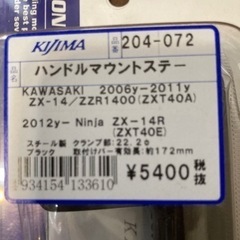 KIJIMA
品番
204-072
品名
ハンドルマウントステー
KAWASAKI 2006y-2011y
ZX-14/ZZR1400(ZXT40A)
2012y- Ninja ZX-14R
(ZXT40E)
スチール製 クランプ部:22.2φ
ブラック 取付けバー有効長:約172mm
¥5400 税抜
4934154133610